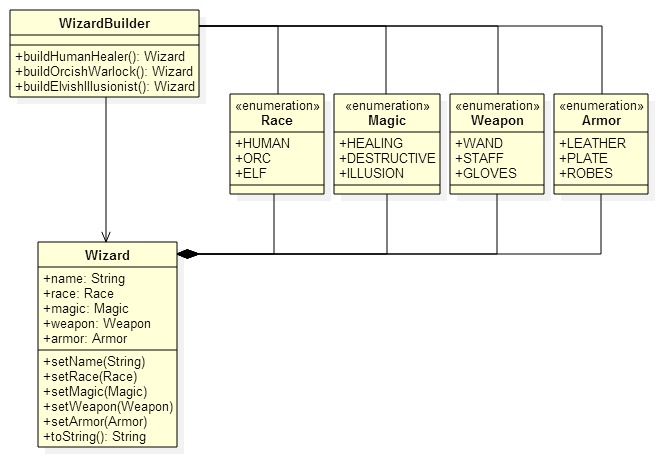 WizardBuilder
+buildHumanHealer(): Wizard
+buildOrcishWarlock(): Wizard
+buildElvishIllusionist(): Wizard
«enumeration»
Race
+HUMAN
+ORC
+ELF
«enumeration»
Magic
+HEALING
+DESTRUCTIVE
+ILLUSION
«enumeration»
Weapon
+WAND
+STAFF
+GLOVES
«enumeration»
Armor
+LEATHER
+PLATE
+ROBES
Wizard
+name: String
+race: Race
+magic: Magic
+weapon: Weapon
+armor: Armor
+setName(String)
+setRace(Race)
+setMagic(Magic)
+setWeapon(Weapon)
+setArmor(Armor)
+toString(): String